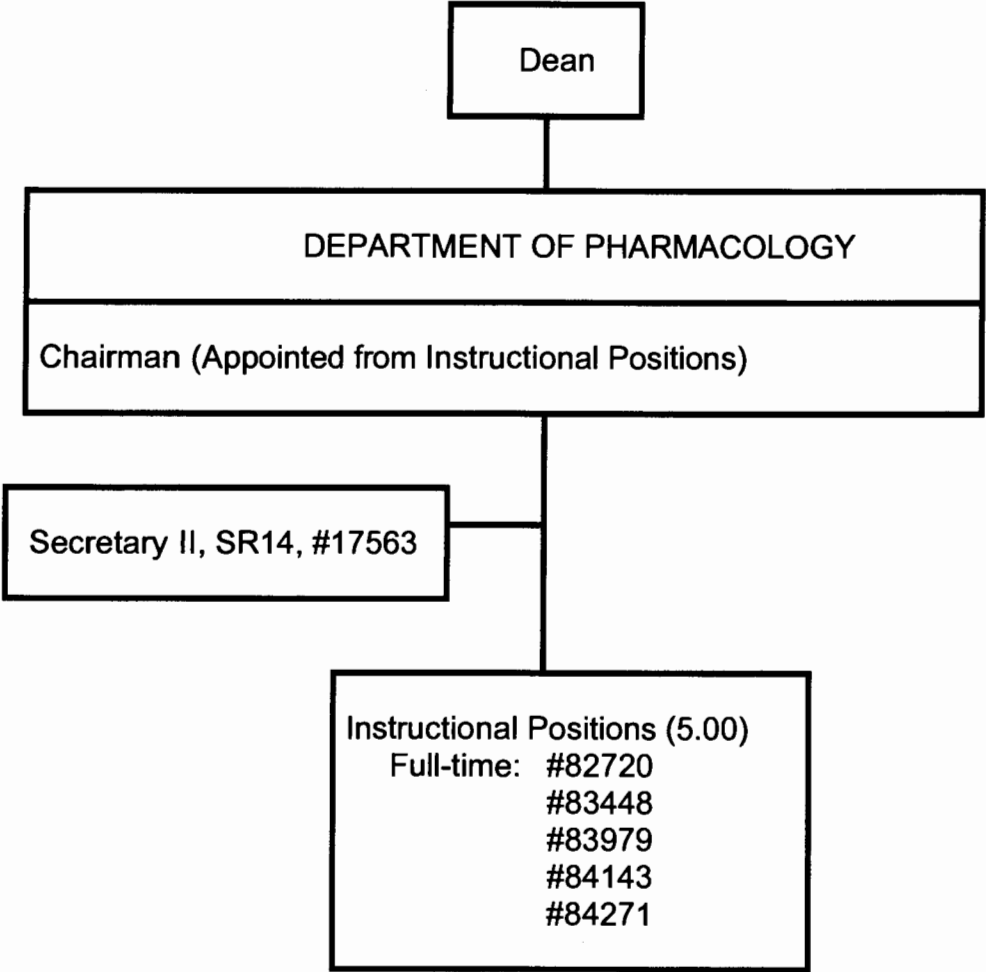 Dean
DEPARTMENT OF PHARMACOLOGY
Chairman (Appointed from Instructional Positions)
Secretary II, SR14, #17563
Instructional Positions (5.00)
Full-time: #82720
#83448
#83979
#84143
#84271